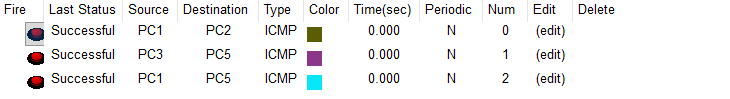 Fire Last Status Source Destination Type Color Time(sec) Periodic Num Edit Delete
Successful PC1 PC2 ICMP 0.000 N 0 (edit)
Successful PC3 PC5 ICMP 0.000 N 1 (edit)
Successful PC1 PC5 ICMP 0.000 N 2 (edit)